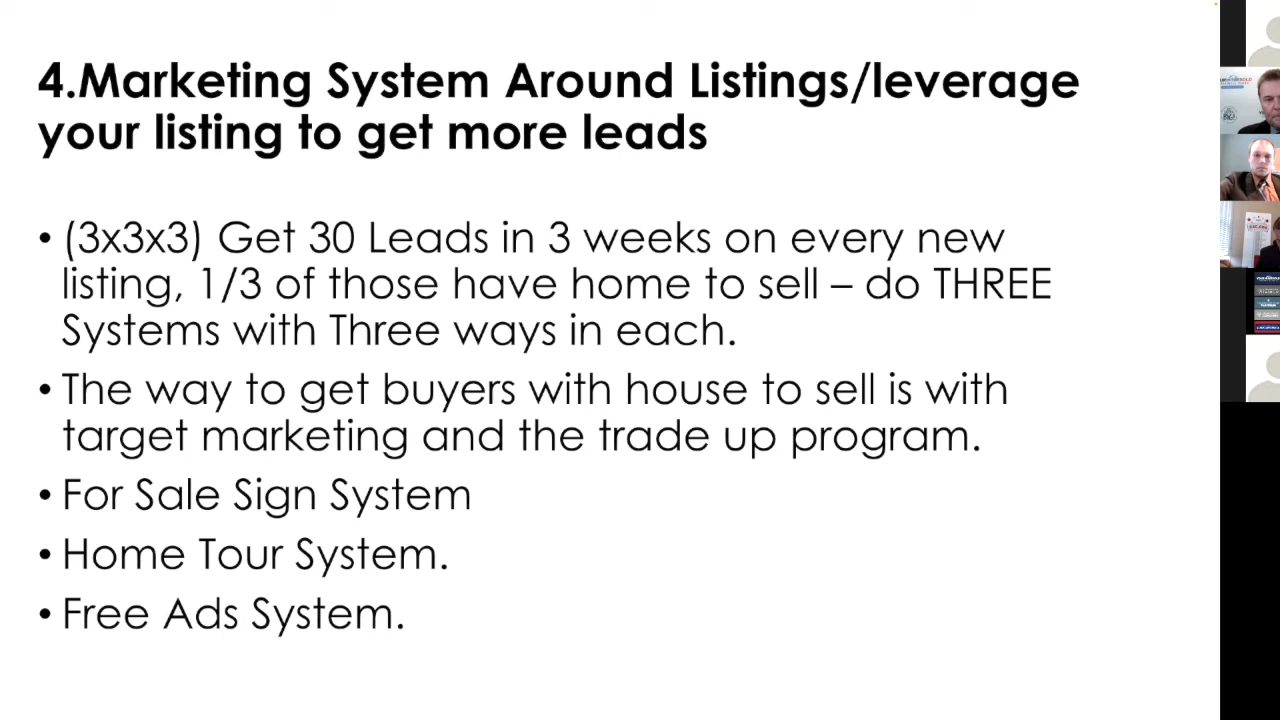 4.Marketing System Around Listings/leverage
your listing to get more leads
• (3x3x3) Get 30 Leads in 3 weeks on every new
listing, 1/3 of those have home to sell – do THREE
Systems with Three ways in each.
• The way to get buyers with house to sell is with
target marketing and the trade up program.
• For Sale Sign System
• Home Tour System.
• Free Ads System.